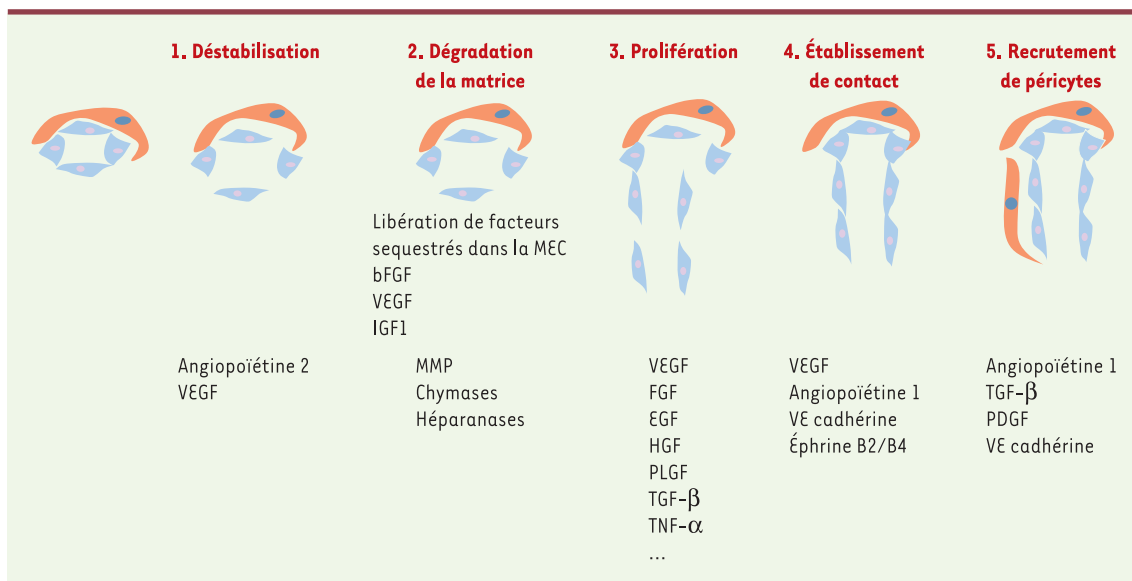 1. Déstabilisation
2. Dégradation
de la matrice
3. Prolifération
4. Établissement
de contact
5. Recrutement
de péricytes
Libération de facteurs
sequestrés dans la MEC
bFGF
VEGF
IGF1
Angiopoïétine 2
VEGF
MMP
Chymases
Héparanases
VEGF
FGF
EGF
HGF
PLGF
TGF-β
TNF-α
...
VEGF
Angiopoïétine 1
VE cadhérine
Éphrine B2/B4
Angiopoïétine 1
TGF-β
PDGF
VE cadhérine